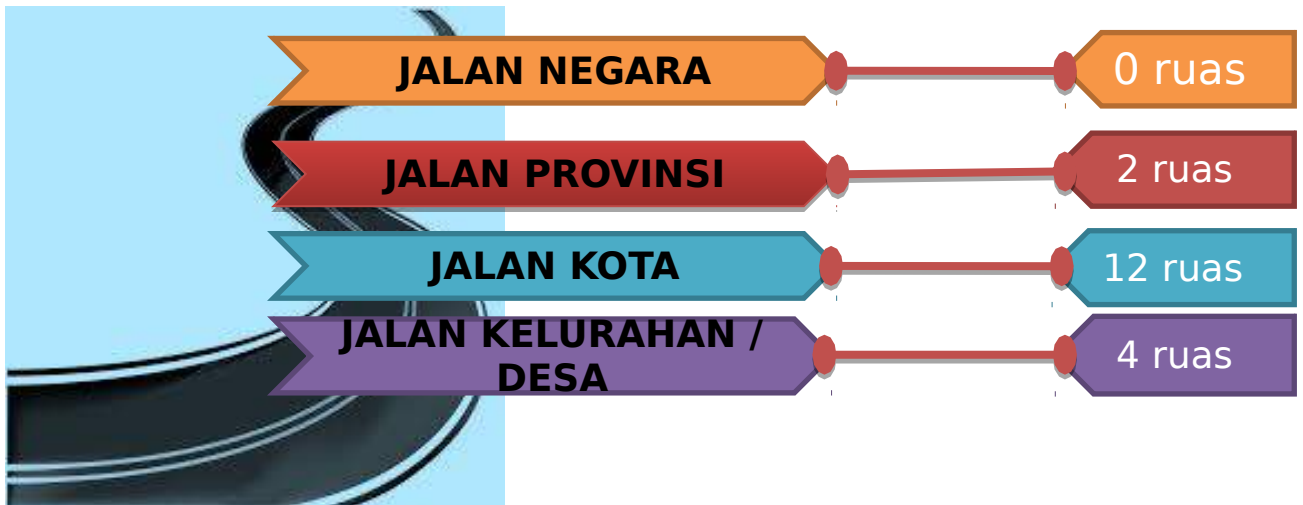 JALAN NEGARA
0 ruas
JALAN PROVINSI
2 ruas
JALAN KOTA
12 ruas
JALAN KELURAHAN /
DESA
4 ruas